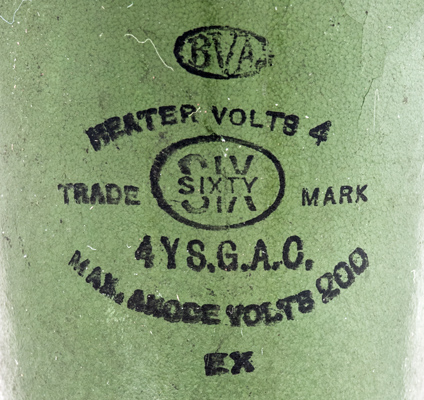 BVA
HEATER VOLTS 4
SIX
SIXTY
TRADE MARK
4YS.G.A.C.
MAX. ANODE VOLTS 200
EX